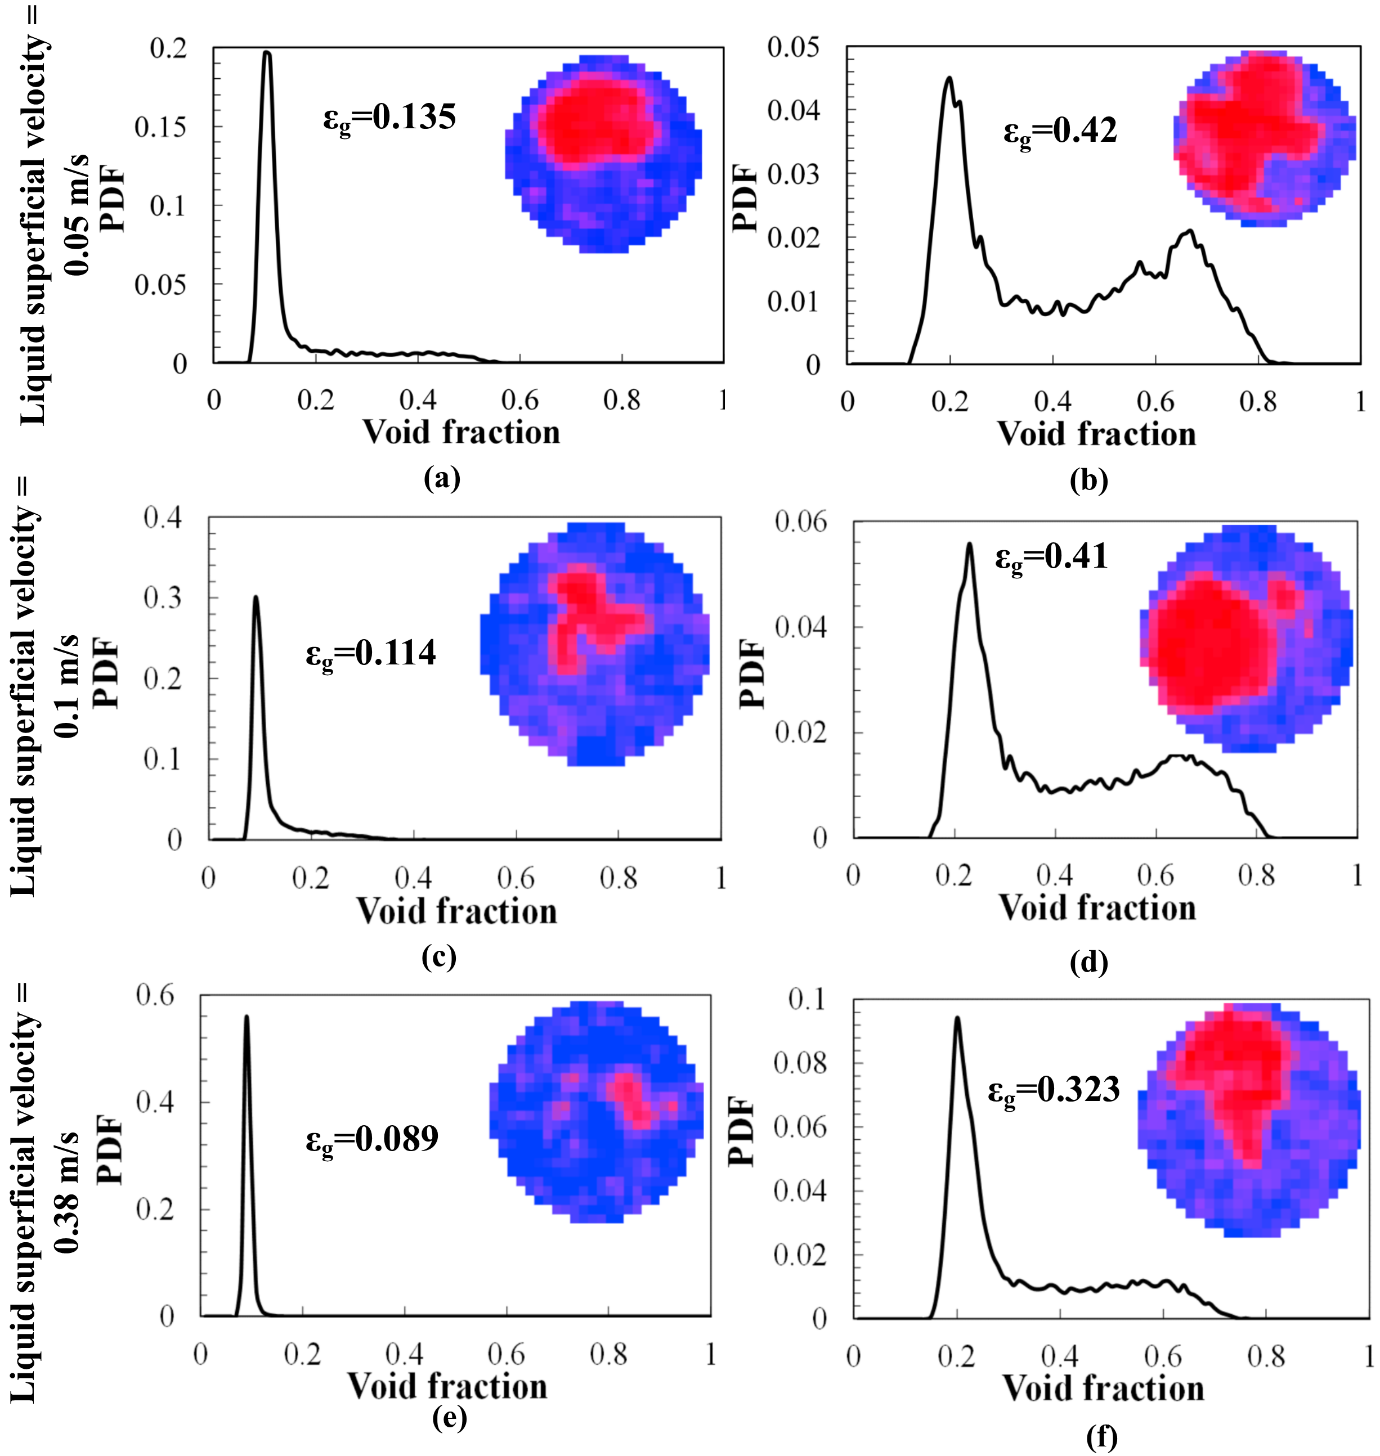 Liquid superficial velocity =
0.05 m/s
PDF
0.2
0.15
0.1
0.05
0
εg=0.135
0 0.2 0.4 0.6 0.8 1
Void fraction
(a)
PDF
0.05
0.04
0.03
0.02
0.01
0
εg=0.42
0 0.2 0.4 0.6 0.8 1
Void fraction
(b)
Liquid superficial velocity =
0.1 m/s
PDF
0.4
0.3
0.2
0.1
0
εg=0.114
0 0.2 0.4 0.6 0.8 1
Void fraction
(c)
PDF
0.06
0.04
0.02
0
εg=0.41
0 0.2 0.4 0.6 0.8 1
Void fraction
(d)
Liquid superficial velocity =
0.38 m/s
PDF
0.6
0.4
0.2
0
εg=0.089
0 0.2 0.4 0.6 0.8 1
Void fraction
(e)
PDF
0.1
0.08
0.06
0.04
0.02
0
εg=0.323
0 0.2 0.4 0.6 0.8 1
Void fraction
(f)